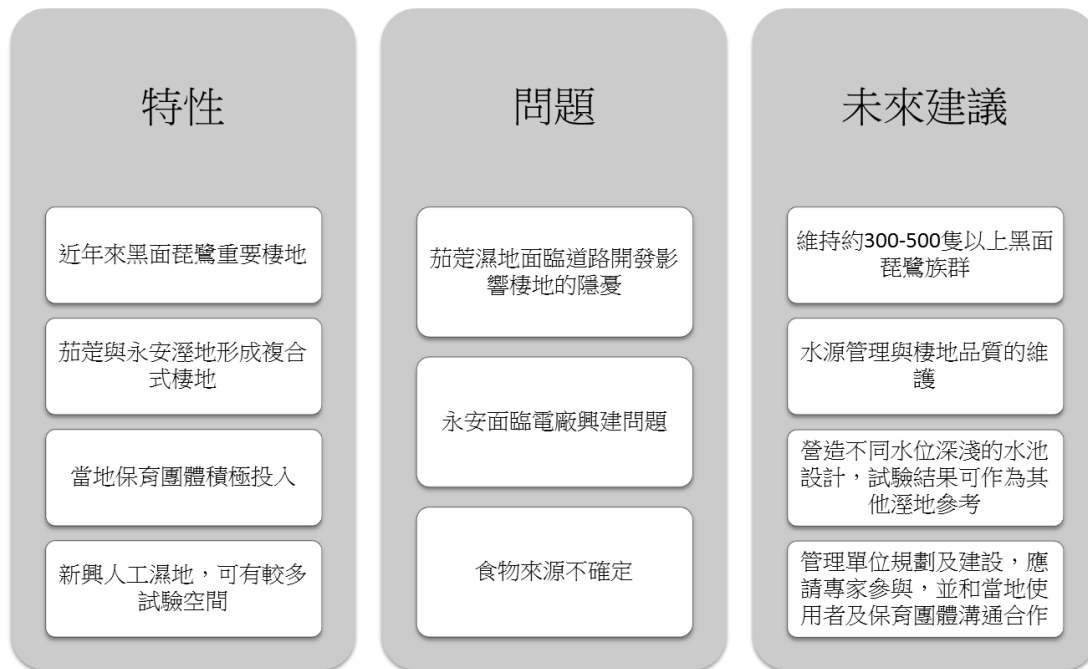 特性
近年來黑面琵鷺重要棲地
茄萣與永安溼地形成複合
式棲地
當地保育團體積極投入
新興人工濕地，可有較多
試驗空間
問題
茄萣濕地面臨道路開發影
響棲地的隱憂
永安面臨電廠興建問題
食物來源不確定
未來建議
維持約300-500隻以上黑面
琵鷺族群
水源管理與棲地品質的維
護
營造不同水位深淺的水池
設計，試驗結果可作為其
他溼地參考
管理單位規劃及建設，應
請專家參與，並和當地使
用者及保育團體溝通合作